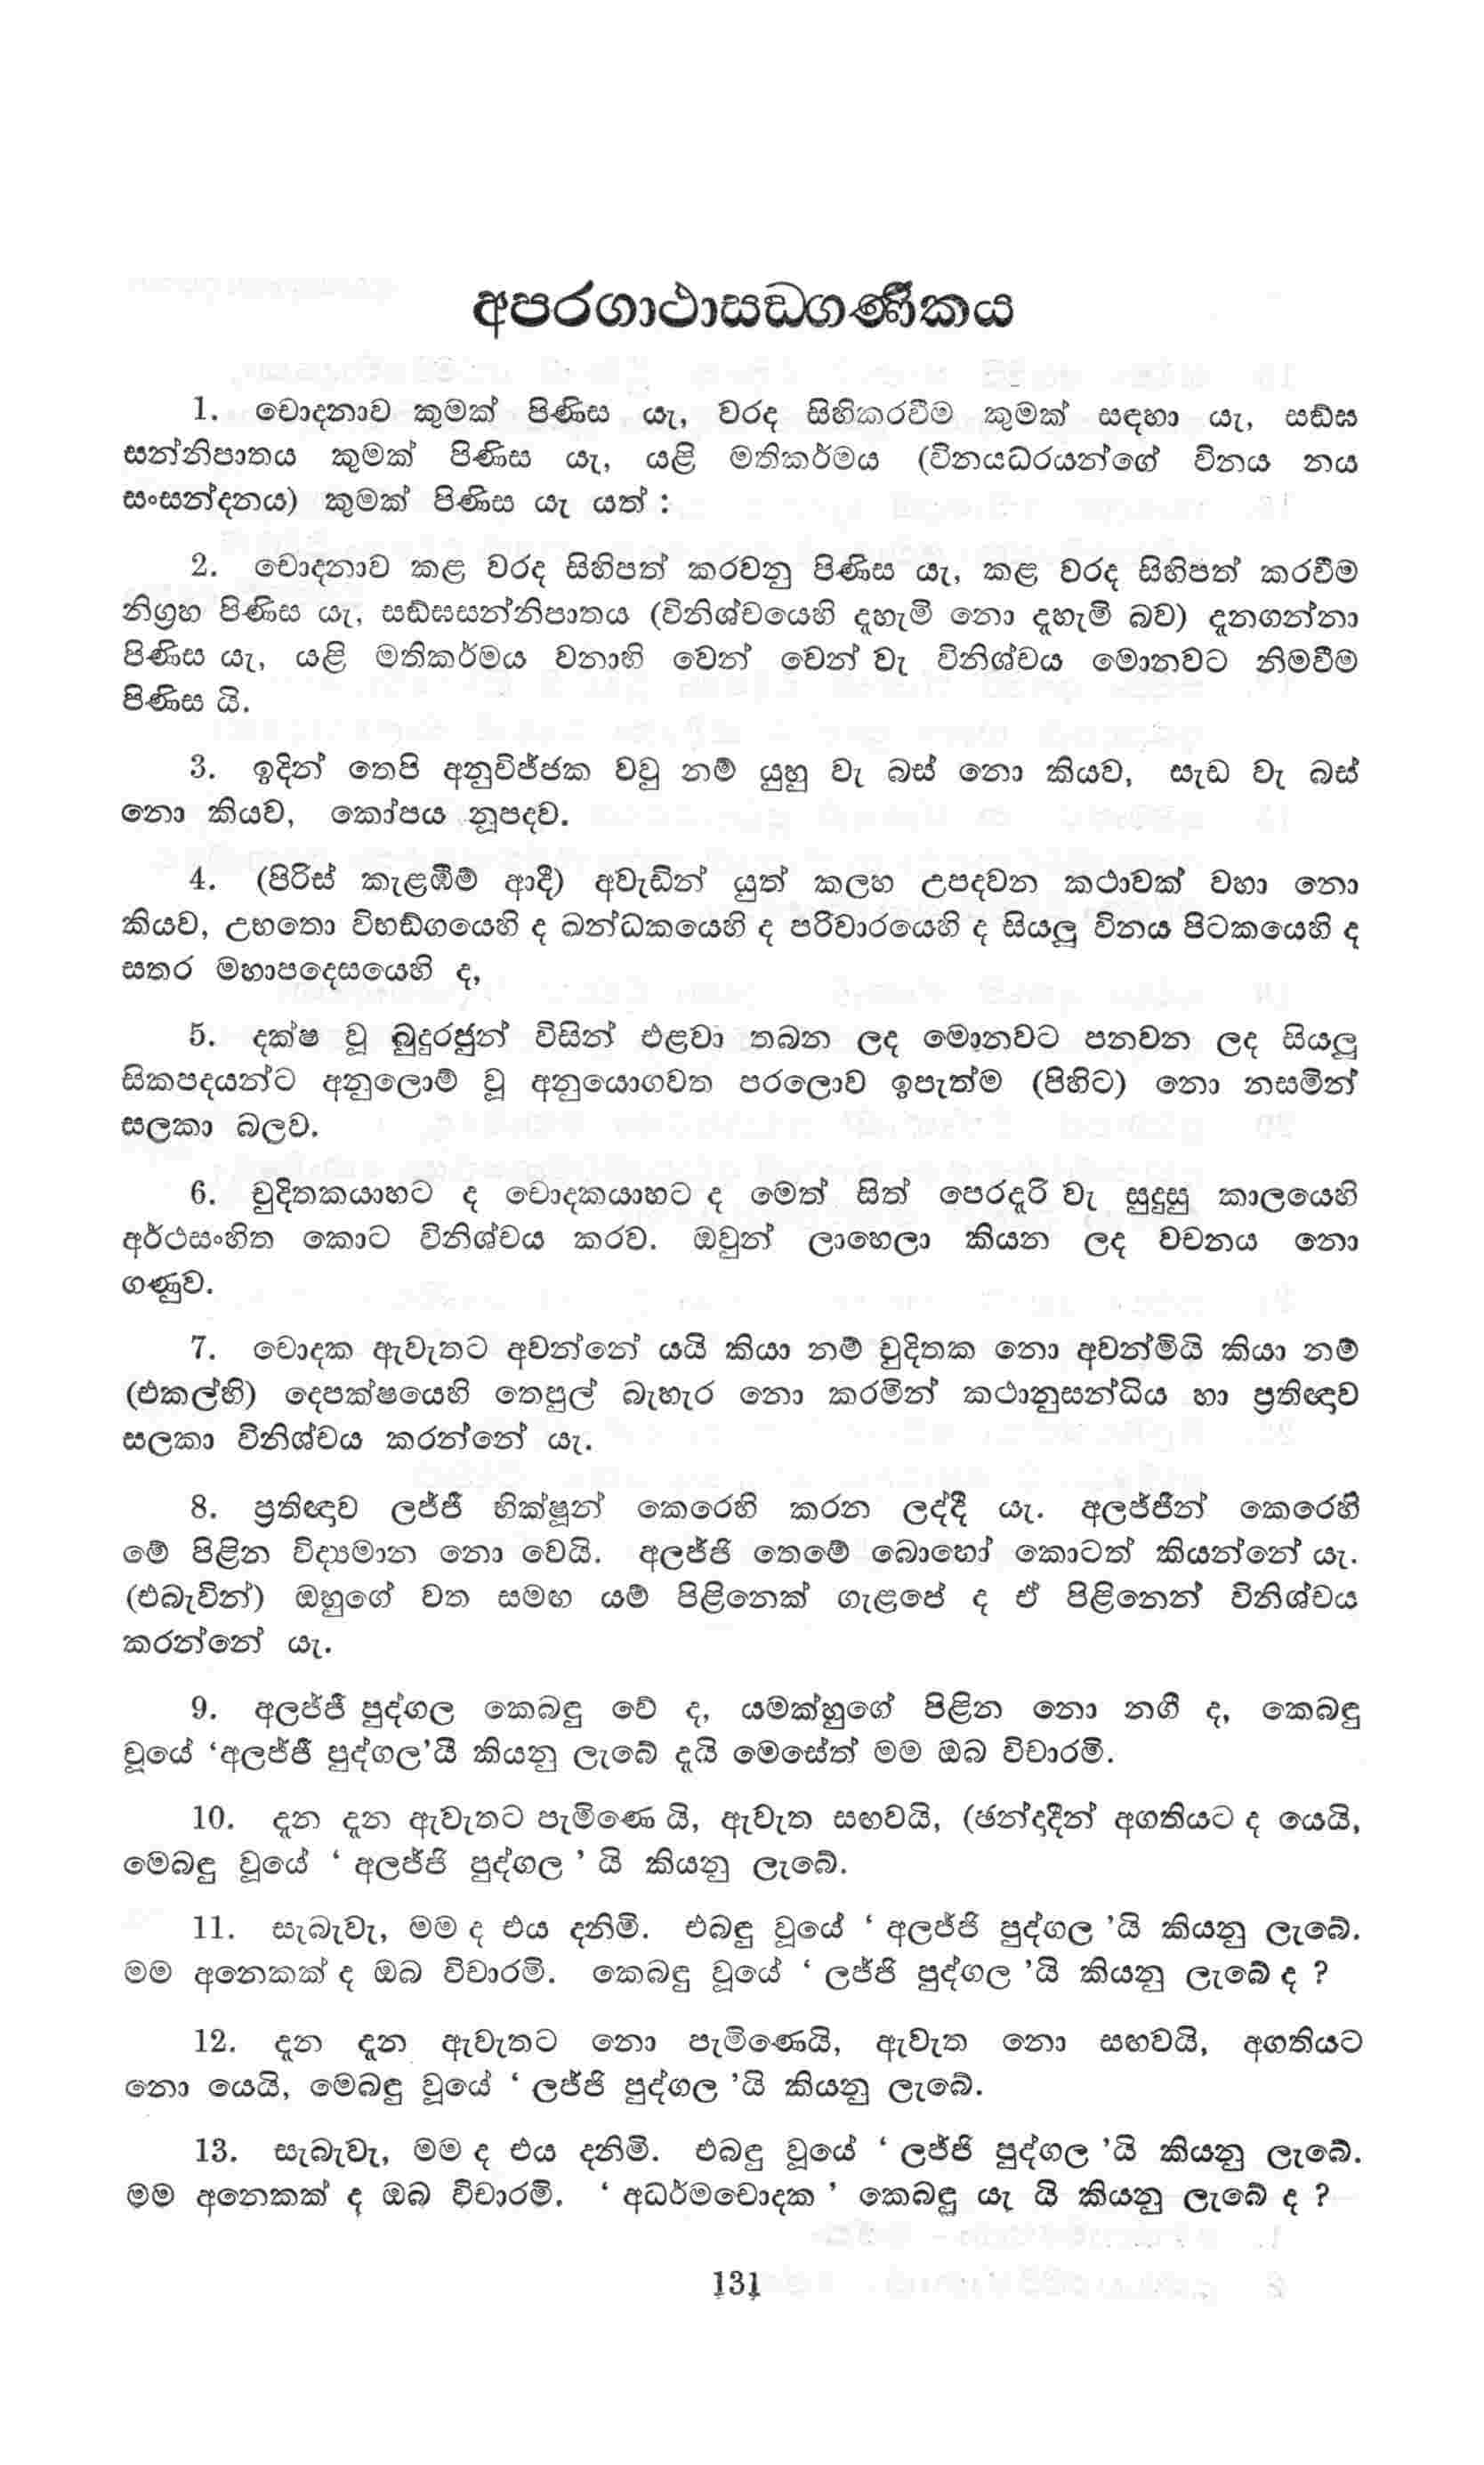 අපරගාථාසඞ්ගණිකය
1. චොදනාව කුමක් පිණිස යැ, වරද සිහිකරවීම කුමක් සඳහා යැ, සඞ්ඝ
සන්නිපාතය කුමක් පිණිස යැ, යළි මතිකර්මය (විනයධරයන්ගේ විනය නය
සංසන්දනය) කුමක් පිණිස යැ යත් :
2. චොදනාව කළ වරද සිහිපත් කරවනු පිණිස යැ, කළ වරද සිහිපත් කරවීම
නිග්‍රහ පිණිස යැ, සඞ්ඝසන්නිපාතය (විනිශ්චයෙහි දැහැමි නො දැහැමි බව) දැනගන්නා
පිණිස යැ, යළි මතිකර්මය වනාහි වෙන් වෙන් වැ විනිශ්චය මොනවට නිමවීම
පිණිස යි.
3. ඉදින් තෙපි අනුවිජ්ජක වවු නම් යුහු වැ බස් නො කියව, සැඩ වැ බස්
නො කියව, කෝපය නූපදව.
4. (පිරිස් කැළඹීම් ආදී) අවැඩින් යුත් කලහ උපදවන කථාවක් වහා නො
කියව, උභතො විභඞ්ගයෙහි ද ඛන්ධකයෙහි ද පරිවාරයෙහි ද සියලු විනය පිටකයෙහි ද
සතර මහාපදෙසයෙහි ද,
5. දක්ෂ වූ බුදුරජුන් විසින් එළවා තබන ලද මොනවට පනවන ලද සියලු
සිකපදයන්ට අනුලොම් වූ අනුයොගවත පරලොව ඉපැත්ම (පිහිට) නො නසමින්
සලකා බලව.
6. චුදිතකයාහට ද චොදකයාහට ද මෙත් සිත් පෙරදැරි වැ සුදුසු කාලයෙහි
අර්ථසංහිත කොට විනිශ්චය කරව. ඔවුන් ලාහෙලා කියන ලද වචනය නො
ගණුව.
7. චොදක ඇවැතට අවන්නේ යයි කියා නම් චුදිතක නො අවන්මියි කියා නම්
(එකල්හි) දෙපක්ෂයෙහි තෙපුල් බැහැර නො කරමින් කථානුසන්ධිය හා ප්‍රතිඥාව
සලකා විනිශ්චය කරන්නේ යැ.
8. ප්‍රතිඥාව ලජ්ජී භික්ෂූන් කෙරෙහි කරන ලද්දී යැ. අලජ්ජීන් කෙරෙහි
මේ පිළින විද්‍යමාන නො වෙයි. අලජ්ජි තෙමේ බොහෝ කොටත් කියන්නේ යැ.
(එබැවින්) ඔහුගේ වත සමඟ යම් පිළිනෙක් ගැළපේ ද ඒ පිළිනෙන් විනිශ්චය
කරන්නේ යැ.
9. අලජ්ජී පුද්ගල කෙබඳු වේ ද, යමක්හුගේ පිළින නො නගී ද, කෙබඳු
වූයේ ‘අලජ්ජී පුද්ගල’යී කියනු ලැබේ දැයි මෙසේත් මම ඔබ විචාරමි.
10. දැන දැන ඇවැතට පැමිණෙ යි, ඇවැත සඟවයි, (ඡන්දාදීන් අගතියට ද යෙයි,
මෙබඳු වූයේ ‘ අලජ්ජි පුද්ගල ’ යි කියනු ලැබේ.
11. සැබැවැ, මම ද එය දනිමි. එබඳු වූයේ ‘ අලජ්ජි පුද්ගල ’යි කියනු ලැබේ.
මම අනෙකක් ද ඔබ විචාරමි. කෙබඳු වූයේ ‘ ලජ්ජි පුද්ගල ’යි කියනු ලැබේ ද ?
12. දැන දැන ඇවැතට නො පැමිණෙයි, ඇවැත නො සඟවයි, අගතියට
නො යෙයි, මෙබඳු වූයේ ‘ ලජ්ජි පුද්ගල ’යි කියනු ලැබේ.
13. සැබැවැ, මම ද එය දනිමි. එබඳු වූයේ ‘ ලජ්ජි පුද්ගල ’යි කියනු ලැබේ.
මම අනෙකක් ද ඔබ විචාරමි. ‘ අධර්මචොදක ’ කෙබඳු යැ යි කියනු ලැබේ ද ?
131